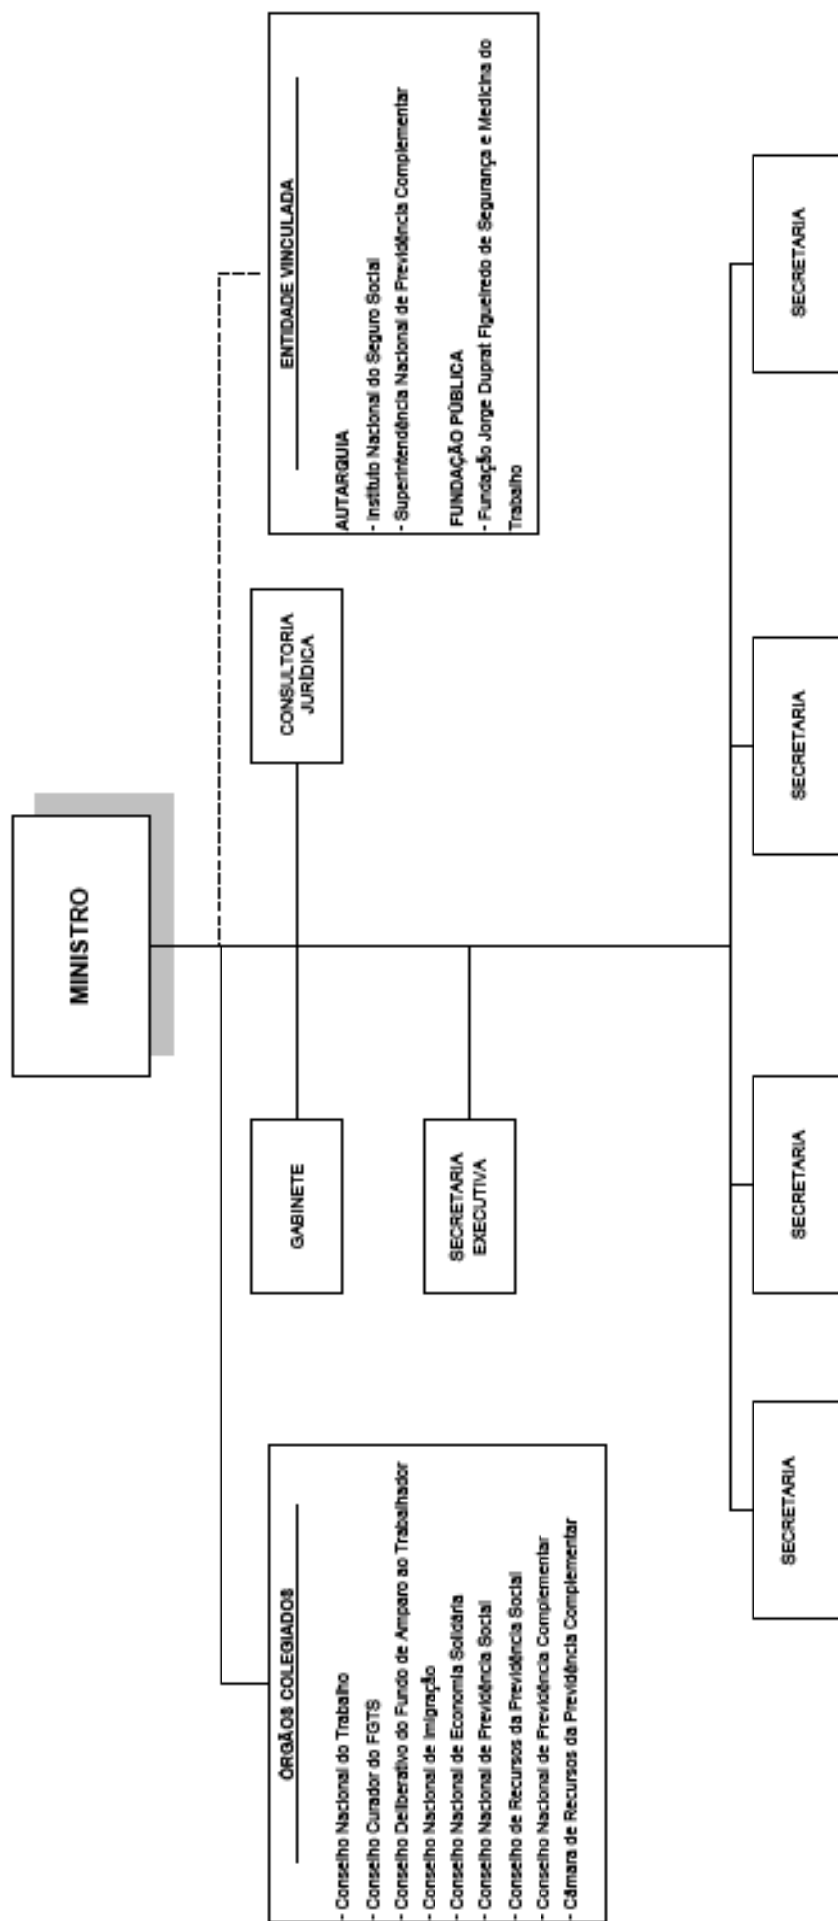 MINISTRO
ÓRGÃOS COLEGIADOS
- Conselho Nacional do Trabalho
- Conselho Curador do FGTS
- Conselho Deliberativo do Fundo de Amparo ao Trabalhador
- Conselho Nacional de Imigração
- Conselho Nacional de Economia Solidária
- Conselho Nacional de Previdência Social
- Conselho de Recursos da Previdência Social
- Conselho Nacional de Previdência Complementar
- Câmara de Recursos da Previdência Complementar
GABINETE
CONSULTORIA
JURÍDICA
ENTIDADE VINCULADA
AUTARQUIA
- Instituto Nacional do Seguro Social
- Superintendência Nacional de Previdência Complementar
FUNDAÇÃO PÚBLICA
- Fundação Jorge Duprat Figueiredo de Segurança e Medicina do
Trabalho
SECRETARIA
EXECUTIVA
SECRETARIA
SECRETARIA
SECRETARIA
SECRETARIA